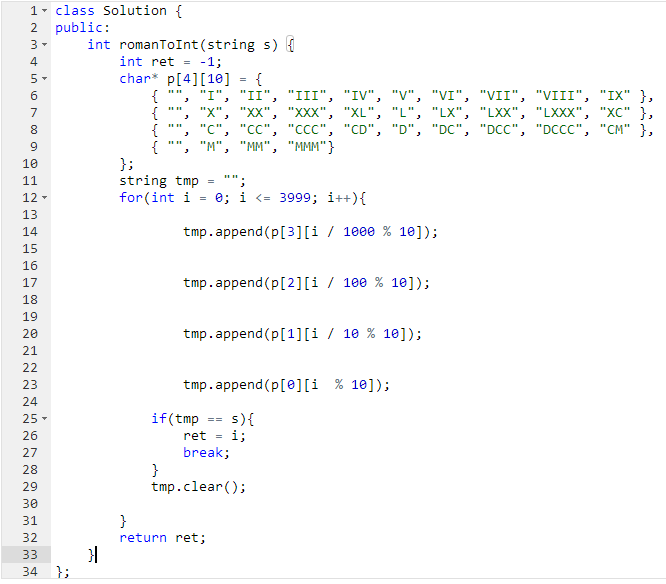 1 class Solution {
2 public:
3     int romanToInt(string s) {
4         int ret = -1;
5         char* p[4][10] = {
6             { "", "I", "II", "III", "IV", "V", "VI", "VII", "VIII", "IX" },
7             { "", "X", "XX", "XXX", "XL", "L", "LX", "LXX", "LXXX", "XC" },
8             { "", "C", "CC", "CCC", "CD", "D", "DC", "DCC", "DCCC", "CM" },
9             { "", "M", "MM", "MMM"}
10         };
11         string tmp = "";
12         for(int i = 0; i <= 3999; i++){
13
14                 tmp.append(p[3][i / 1000 % 10]);
15
16
17                 tmp.append(p[2][i / 100 % 10]);
18
19
20                 tmp.append(p[1][i / 10 % 10]);
21
22
23                 tmp.append(p[0][i  % 10]);
24
25             if(tmp == s){
26                 ret = i;
27                 break;
28             }
29             tmp.clear();
30
31         }
32         return ret;
33     }
34 };